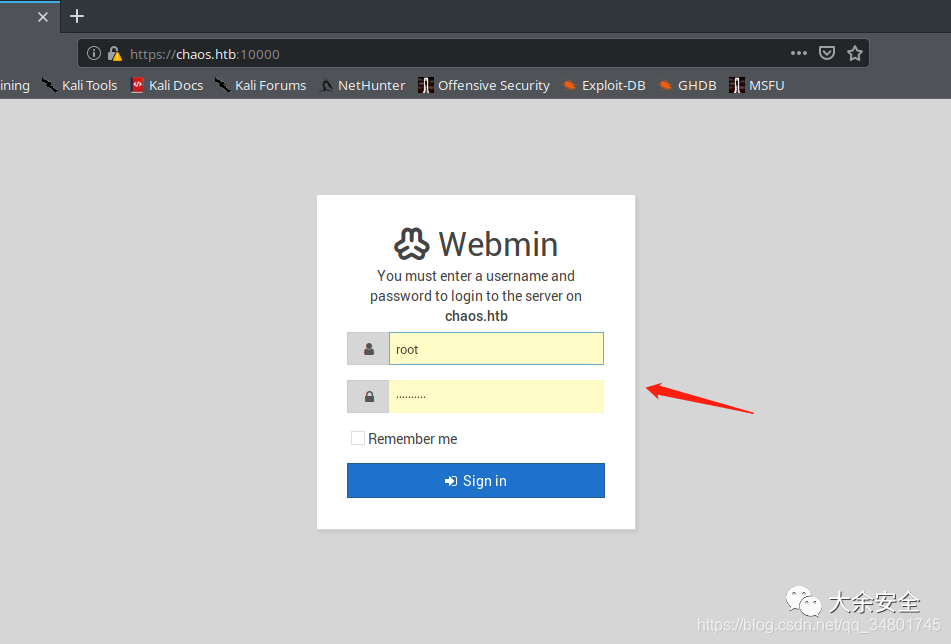 https://chaos.htb:10000
ining Kali Tools Kali Docs Kali Forums NetHunter Offensive Security Exploit-DB GHDB MSFU
Webmin
You must enter a username and
password to login to the server on
chaos.htb
root
Remember me
Sign in
大余安全
https://blog.csdn.net/qq_34801745